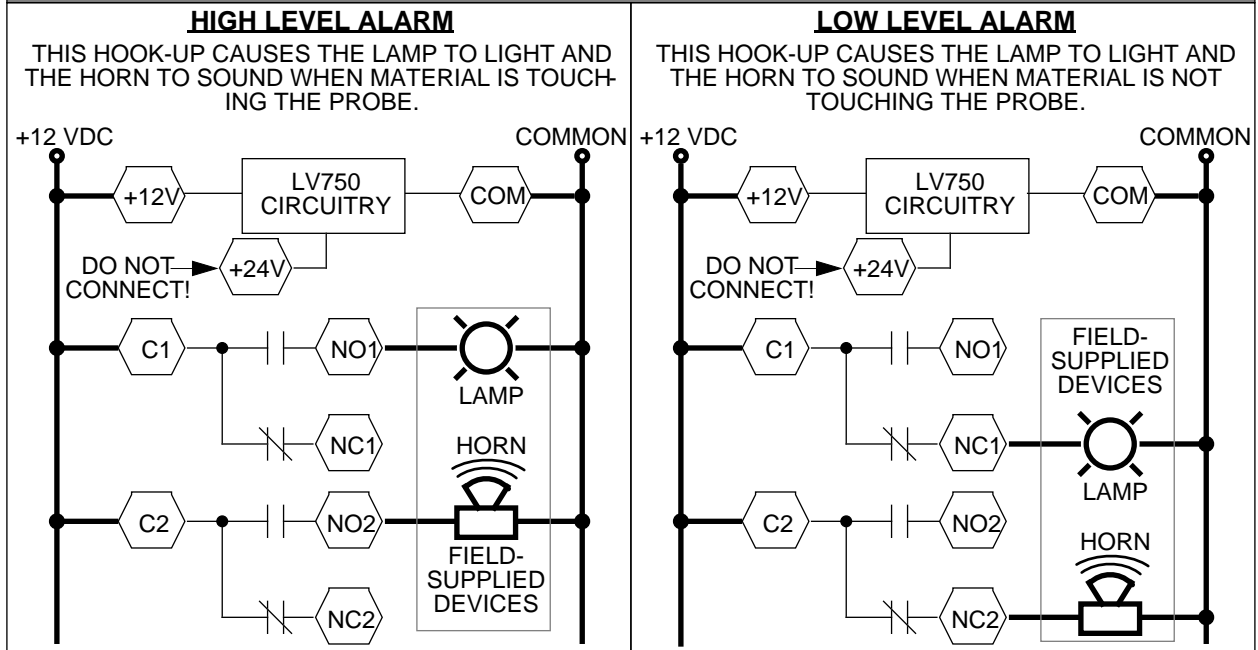 HIGH LEVEL ALARM
THIS HOOK-UP CAUSES THE LAMP TO LIGHT AND
THE HORN TO SOUND WHEN MATERIAL IS TOUCH-
ING THE PROBE.
+12 VDC
COMMON
+12V
LV750
CIRCUITRY
COM
DO NOT
CONNECT!
+24V
C1
NO1
LAMP
NC1
HORN
C2
NO2
FIELD-
SUPPLIED
DEVICES
NC2
LOW LEVEL ALARM
THIS HOOK-UP CAUSES THE LAMP TO LIGHT AND
THE HORN TO SOUND WHEN MATERIAL IS NOT
TOUCHING THE PROBE.
+12 VDC
COMMON
+12V
LV750
CIRCUITRY
COM
DO NOT
CONNECT!
+24V
C1
NO1
FIELD-
SUPPLIED
DEVICES
NC1
LAMP
C2
NO2
HORN
NC2